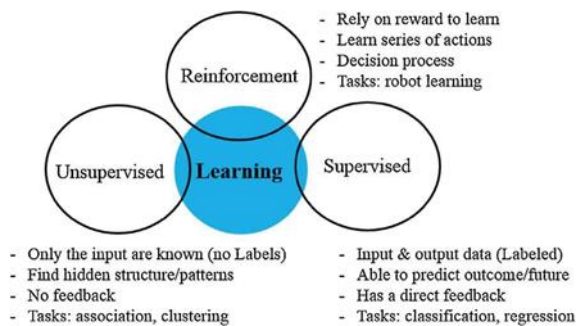 - Rely on reward to learn
- Learn series of actions
- Decision process
- Tasks: robot learning
Reinforcement
Unsupervised
Learning
Supervised
- Only the input are known (no Labels)
- Find hidden structure/patterns
- No feedback
- Tasks: association, clustering
- Input & output data (Labeled)
- Able to predict outcome/future
- Has a direct feedback
- Tasks: classification, regression